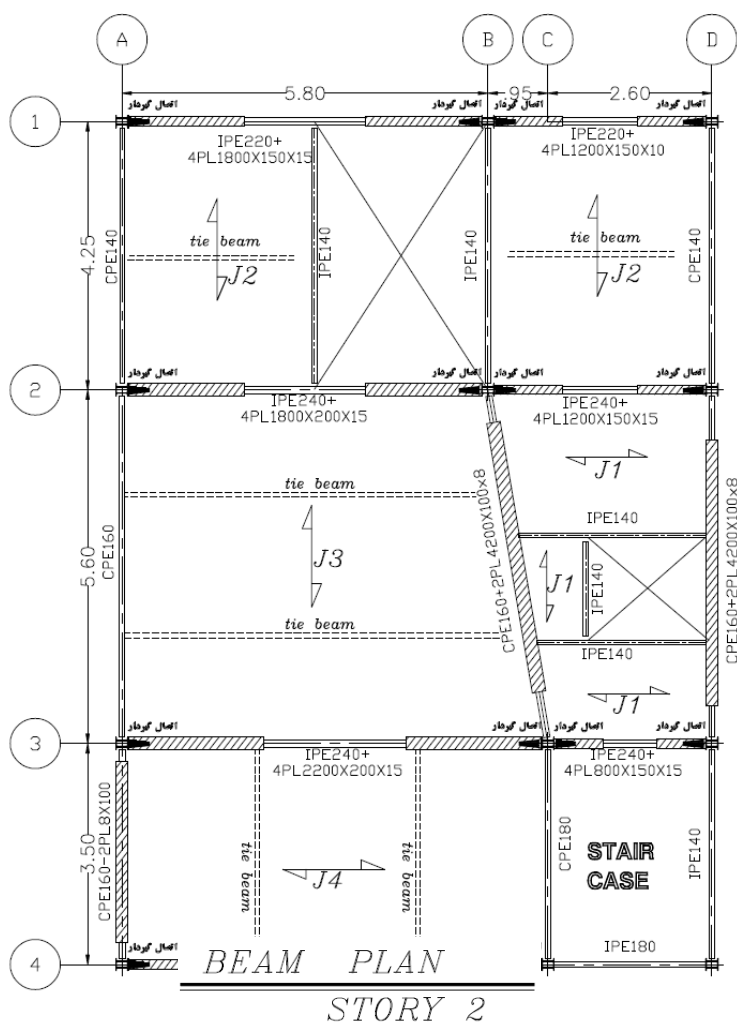 A
B
C
D
5.80
.95
2.60
اتصال گیردار
اتصال گیردار
اتصال گیردار
اتصال گیردار
1
IPE220+
4PL1800X150X15
IPE220+
4PL1200X150X10
4.25
CPE140
tie beam
J2
IPE140
IPE140
tie beam
J2
CPE140
اتصال گیردار
اتصال گیردار
اتصال گیردار
اتصال گیردار
2
IPE240+
4PL1800X200X15
IPE240+
4PL1200X150X15
J1
tie beam
5.60
CPE160
J3
CPE160+2PL4200X100x8
IPE140
J1
IPE140
CPE160+2PL4200X100x8
tie beam
IPE140
J1
اتصال گیردار
اتصال گیردار
اتصال گیردار
اتصال گیردار
3
IPE240+
4PL2200X200X15
IPE240+
4PL800X150X15
3.50
CPE160-2PL8X100
tie beam
J4
tie beam
CPE180
STAIR
CASE
IPE140
اتصال گیردار
4
IPE180
BEAM PLAN
STORY 2